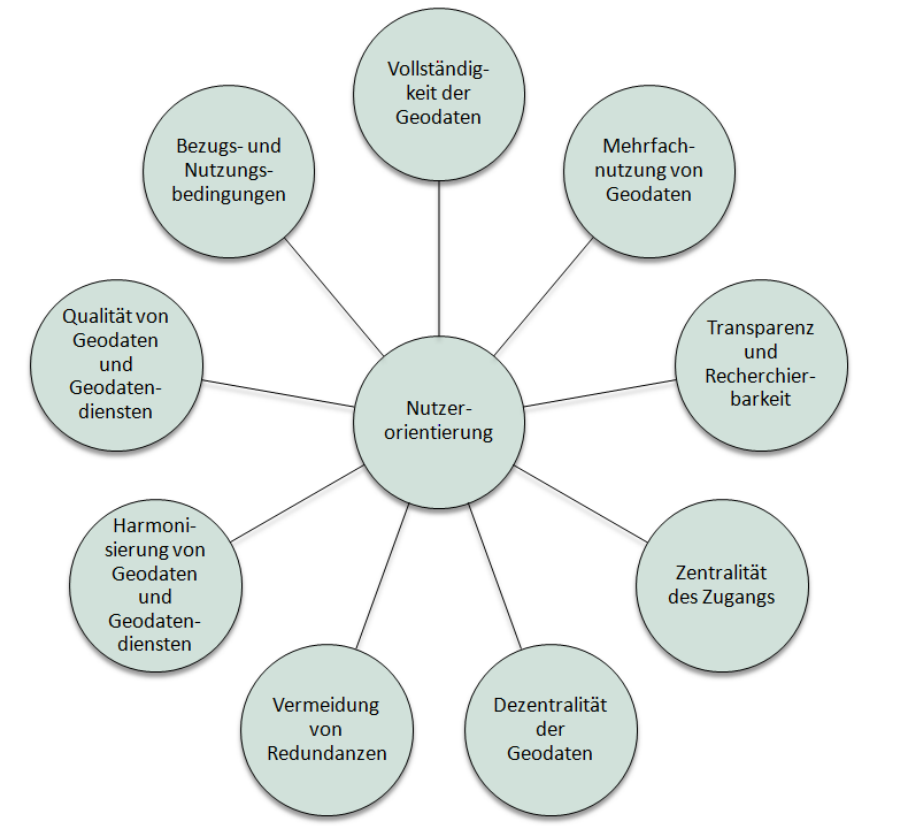 Vollständig-
keit der
Geodaten
Mehrfach-
nutzung von
Geodaten
Transparenz
und
Recherchier-
barkeit
Zentralität
des Zugangs
Dezentralität
der
Geodaten
Vermeidung
von
Redundanzen
Harmoni-
sierung von
Geodaten
und
Geodaten-
diensten
Qualität von
Geodaten
und
Geodaten-
diensten
Bezugs- und
Nutzungs-
bedingungen
Nutzer-
orientierung